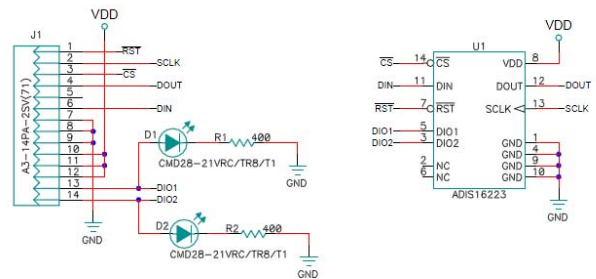 VDD
J1
1 RST
2 SCLK
3 CS
4 DOUT
5
6 DIN
7
8
9
10
11
12
13 DIO1
14 DIO2
A3-14PA-2SV(71)
GND
D1
R1 400
CMD28-21VRC/TR8/T1
GND
D2
R2 400
CMD28-21VRC/TR8/T1
GND
VDD
U1
CS 14 CS VDD 8
DIN 11 DIN DOUT 12 DOUT
RST 7 RST SCLK 13 SCLK
DIO1 5 DIO1 GND 1
DIO2 3 DIO2 GND 4
2 NC GND 9
6 NC GND 10
ADIS16223
GND